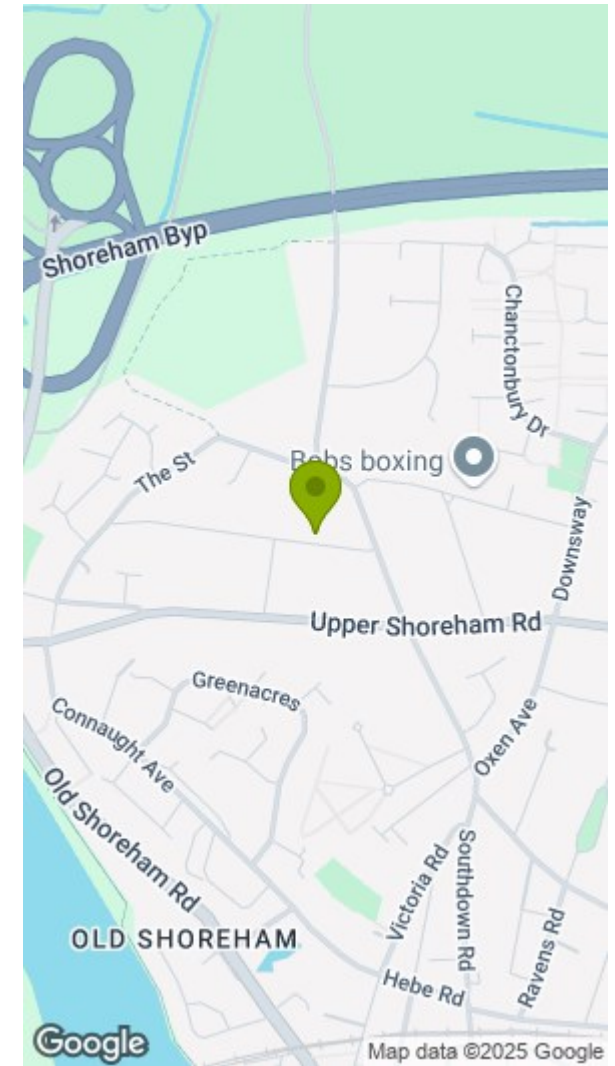 Shoreham Byp
Chanctonbury Dr
Bobs boxing
The St
Downsway
Upper Shoreham Rd
Greenacres
Connaught Ave
Oxen Ave
Old Shoreham Rd
Victoria Rd
Southdown Rd
Ravens Rd
OLD SHOREHAM
Hebe Rd
Google
Map data ©2025 Google